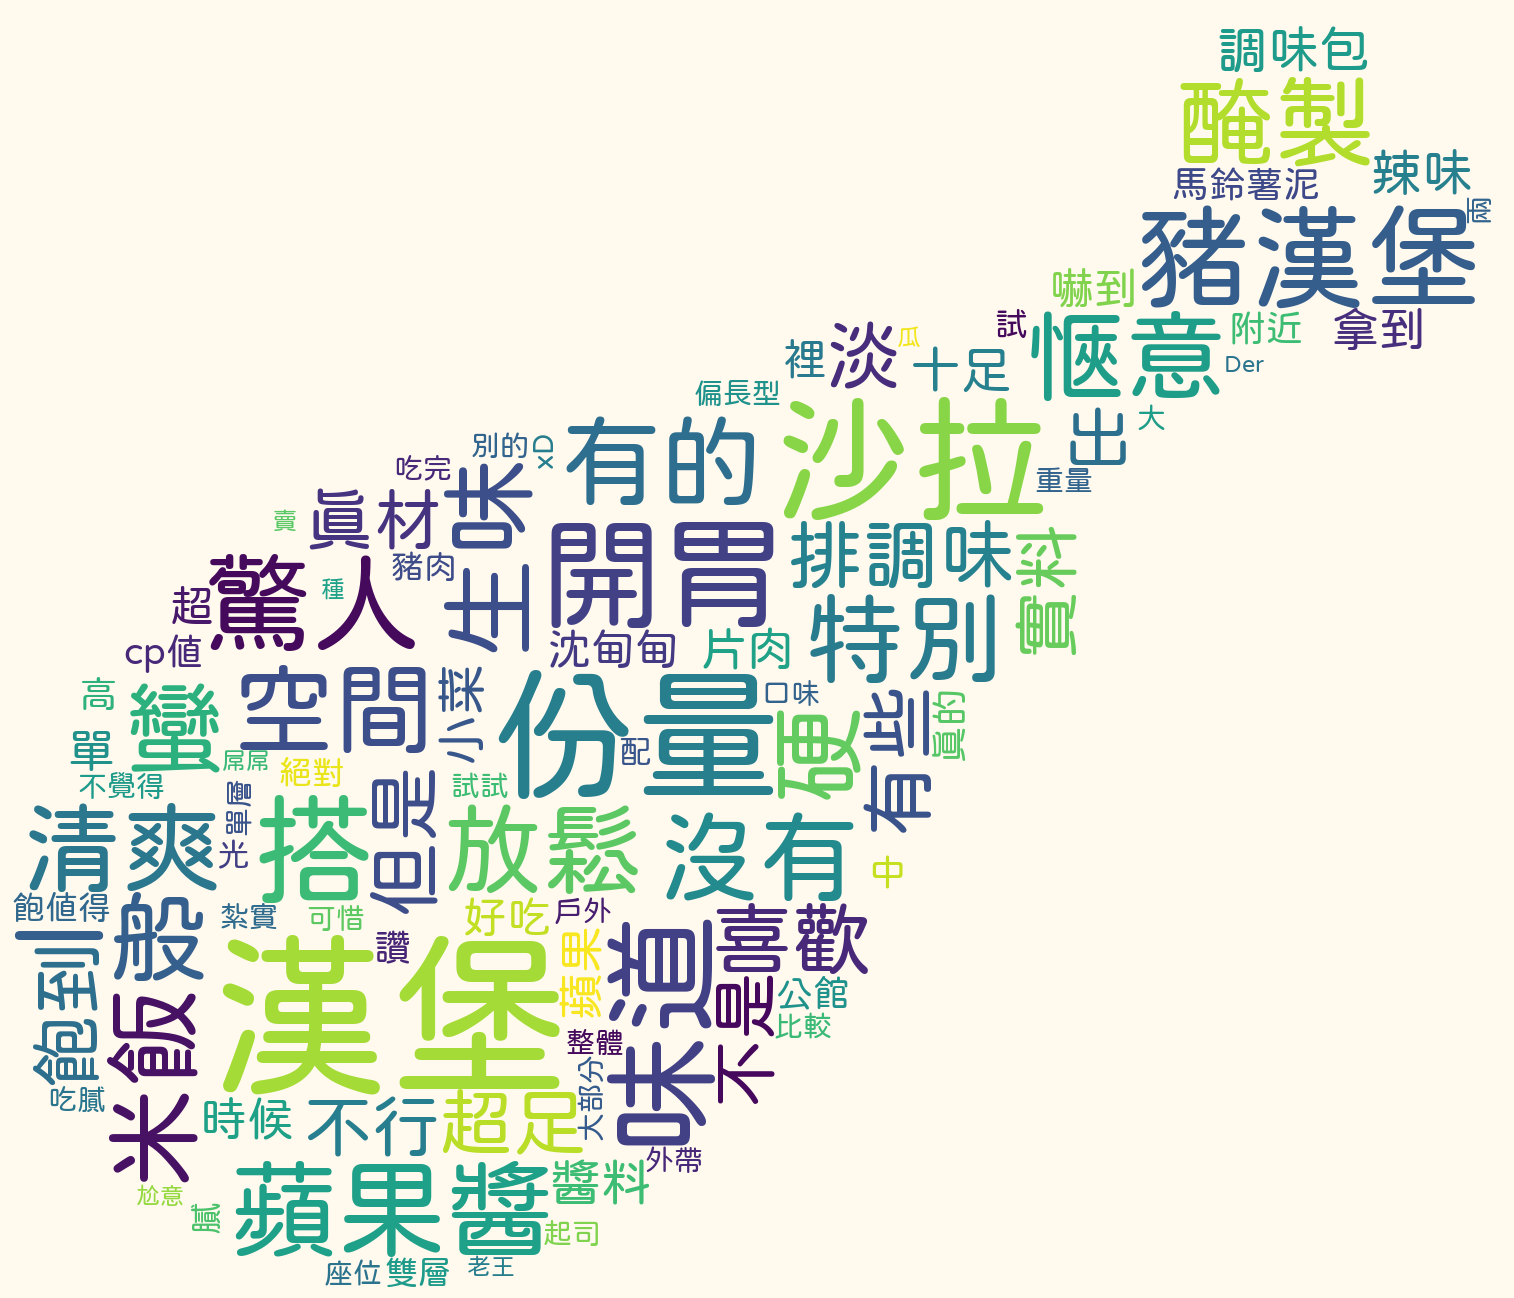 調味包
醃製
辣味
馬鈴薯泥
兩
豬漢堡
嚇到
試
愜意
附近
拿到
Der
瓜
淡
裡
十足
偏長型
大
出
沙拉
重量
有的
xD
別的
吃完
生味
真材
賣
豬肉
驚人
種
超
開胃
排調味
實料
特別
沈甸甸
片肉
cp值
空間
小菜
份量
口味
硬
有些
真的
高
蠻
單
屌屌
配
不覺得
絕對
試試
但是
單層
清爽
光
搭
放鬆
沒有
中
飽值得
一般
紮實
可惜
讚
好吃
戶外
蘋果
味道
喜歡
不是
公館
比較
飽到
米飯
漢堡
整體
大部分
吃膩
時候
不行
超足
外帶
尬意
膩
蘋果醬
醬料
起司
座位
雙層
老王